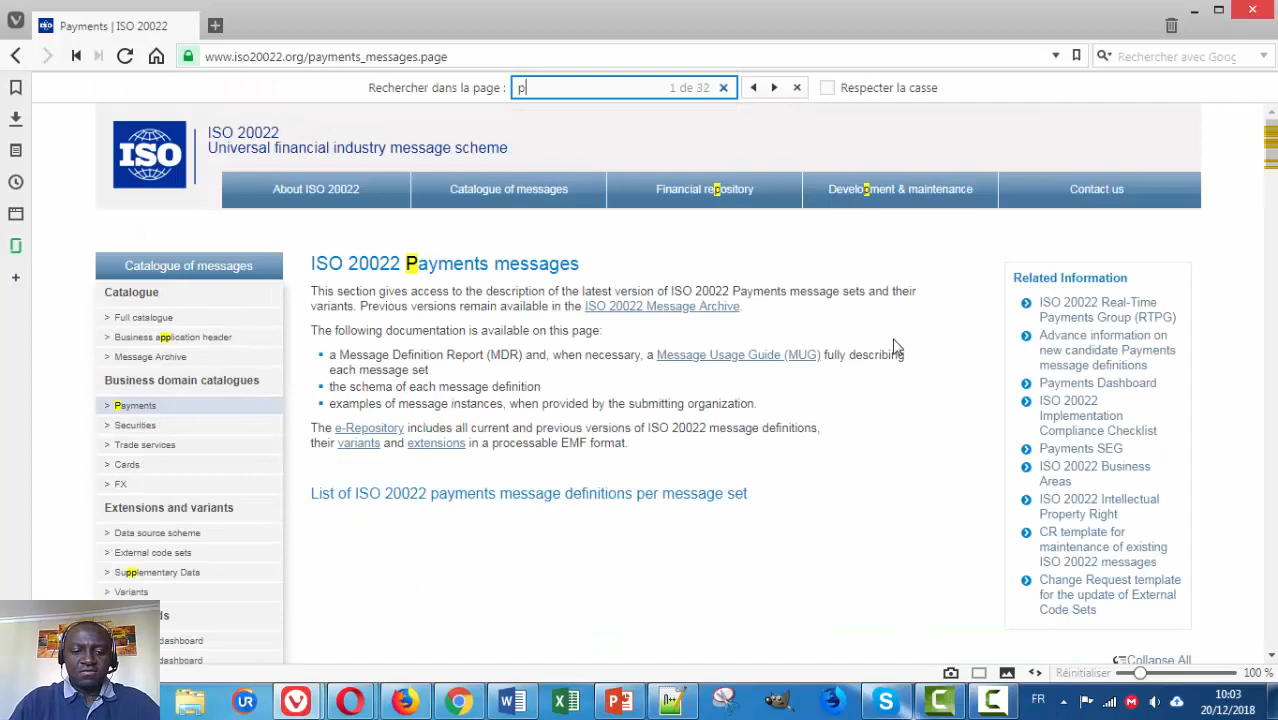 Payments | ISO 20022
www.iso20022.org/payments_messages.page
Rechercher avec Goog
Rechercher dans la page :
p
1 de 32
Respecter la casse
ISO
ISO 20022
Universal financial industry message scheme
About ISO 20022
Catalogue of messages
Financial repository
Development & maintenance
Contact us
Catalogue of messages
Catalogue
> Full catalogue
> Business application header
> Message Archive
Business domain catalogues
> Payments
> Securities
> Trade services
> Cards
> FX
Extensions and variants
> Data source scheme
> External code sets
> Supplementary Data
> Variants
ds
dashboard
dashboard
ISO 20022 Payments messages
This section gives access to the description of the latest version of ISO 20022 Payments message sets and their
variants. Previous versions remain available in the ISO 20022 Message Archive.
The following documentation is available on this page:
a Message Definition Report (MDR) and, when necessary, a Message Usage Guide (MUG) fully describing
each message set
the schema of each message definition
examples of message instances, when provided by the submitting organization.
The e-Repository includes all current and previous versions of ISO 20022 message definitions,
their variants and extensions in a processable EMF format.
List of ISO 20022 payments message definitions per message set
Related Information
ISO 20022 Real-Time
Payments Group (RTPG)
Advance information on
new candidate Payments
message definitions
Payments Dashboard
ISO 20022
Implementation
Compliance Checklist
Payments SEG
ISO 20022 Business
Areas
ISO 20022 Intellectual
Property Right
CR template for
maintenance of existing
ISO 20022 messages
Change Request template
for the update of External
Code Sets
Collapse All
Réinitialiser
100 %
UR
FR
10:03
20/12/2018